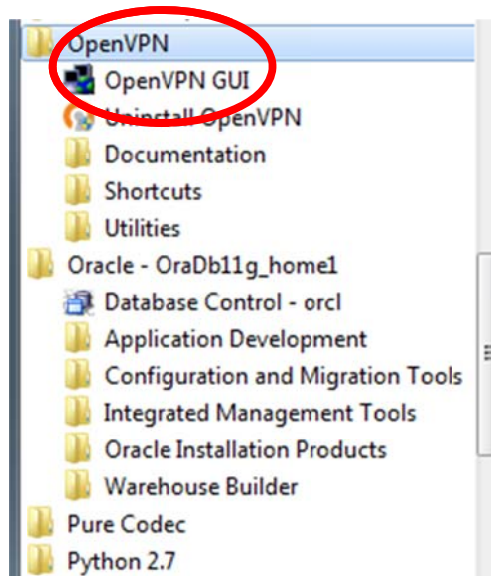 OpenVPN
OpenVPN GUI
Uninstall OpenVPN
Documentation
Shortcuts
Utilities
Oracle - OraDb11g_home1
Database Control - orcl
Application Development
Configuration and Migration Tools
Integrated Management Tools
Oracle Installation Products
Warehouse Builder
Pure Codec
Python 2.7